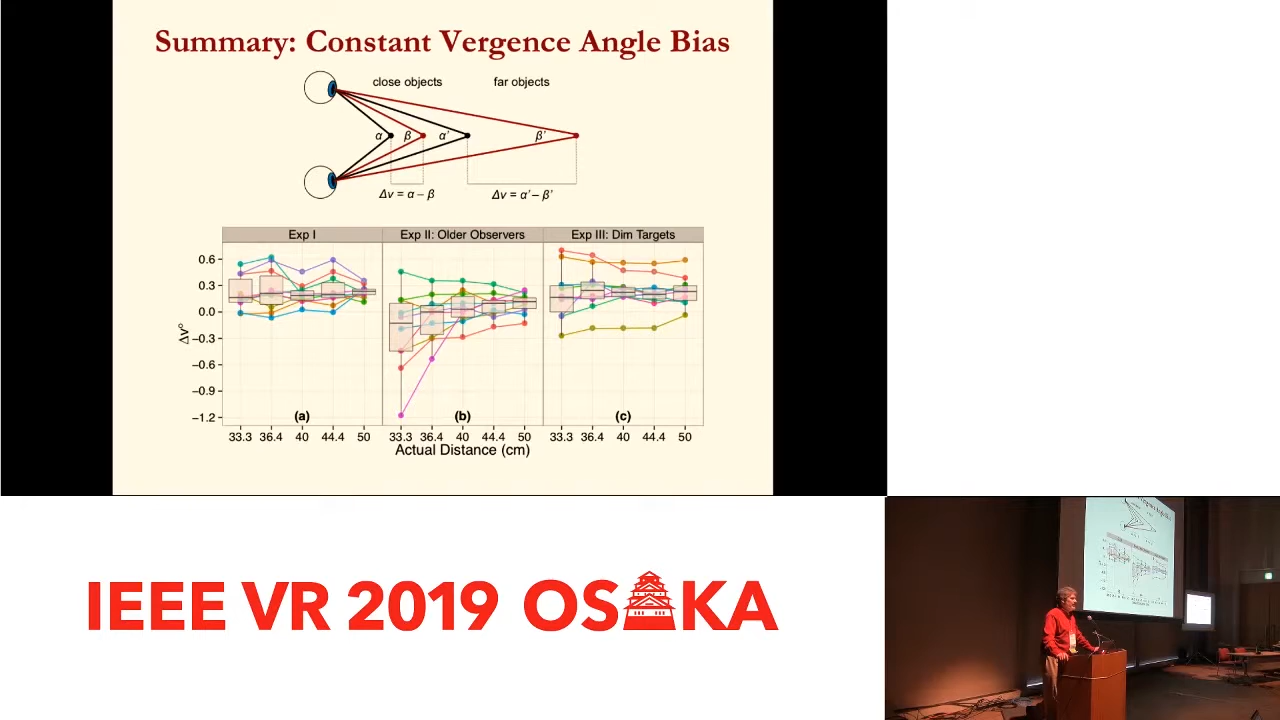 Summary: Constant Vergence Angle Bias
close objects far objects
α β α' β'
Δv = α – β Δv = α' – β'
Exp I Exp II: Older Observers Exp III: Dim Targets
0.6
0.3
0.0
−0.3
−0.6
−0.9
−1.2
Δv°
(a) (b) (c)
33.3 36.4 40 44.4 50 33.3 36.4 40 44.4 50 33.3 36.4 40 44.4 50
Actual Distance (cm)
IEEE VR 2019 OSAKA